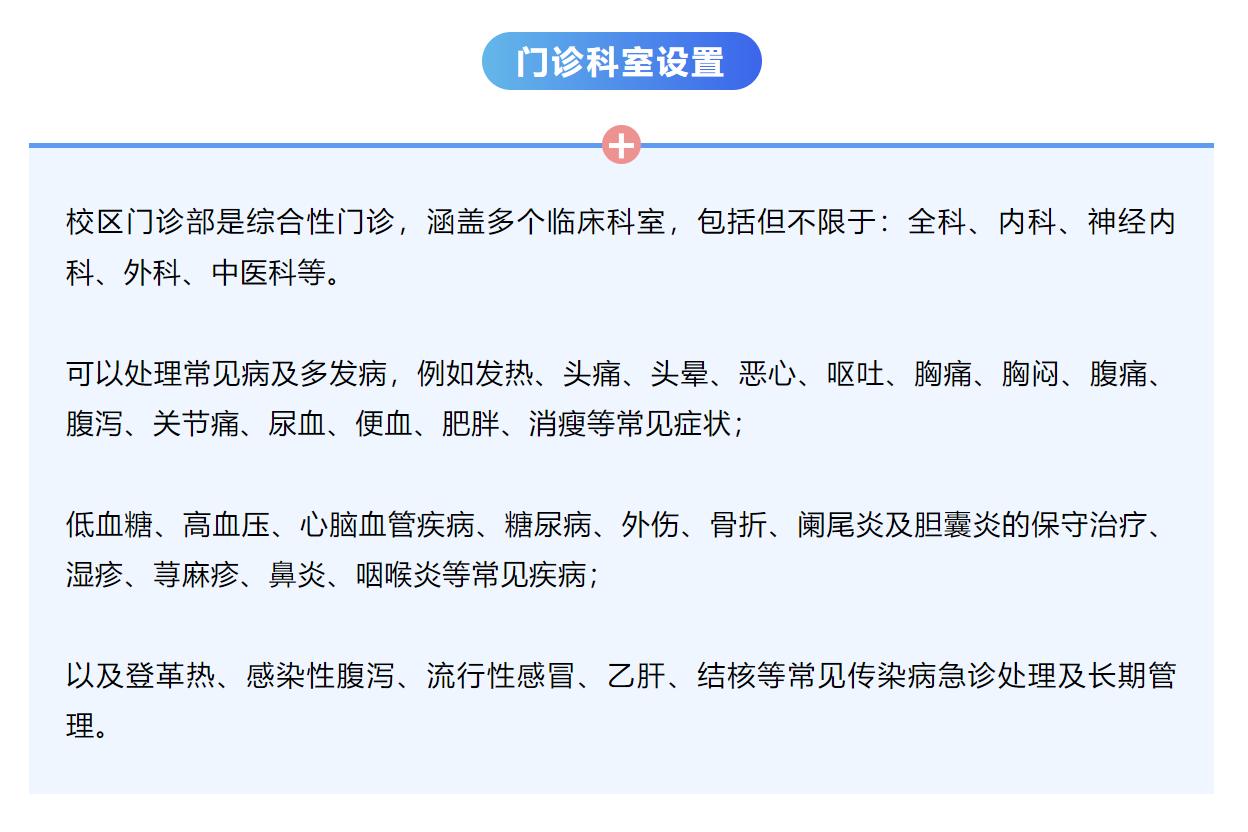 门诊科室设置
校区门诊部是综合性门诊，涵盖多个临床科室，包括但不限于：全科、内科、神经内
科、外科、中医科等。
可以处理常见病及多发病，例如发热、头痛、头晕、恶心、呕吐、胸痛、胸闷、腹痛、
腹泻、关节痛、尿血、便血、肥胖、消瘦等常见症状；
低血糖、高血压、心脑血管疾病、糖尿病、外伤、骨折、阑尾炎及胆囊炎的保守治疗、
湿疹、荨麻疹、鼻炎、咽喉炎等常见疾病；
以及登革热、感染性腹泻、流行性感冒、乙肝、结核等常见传染病急诊处理及长期管
理。